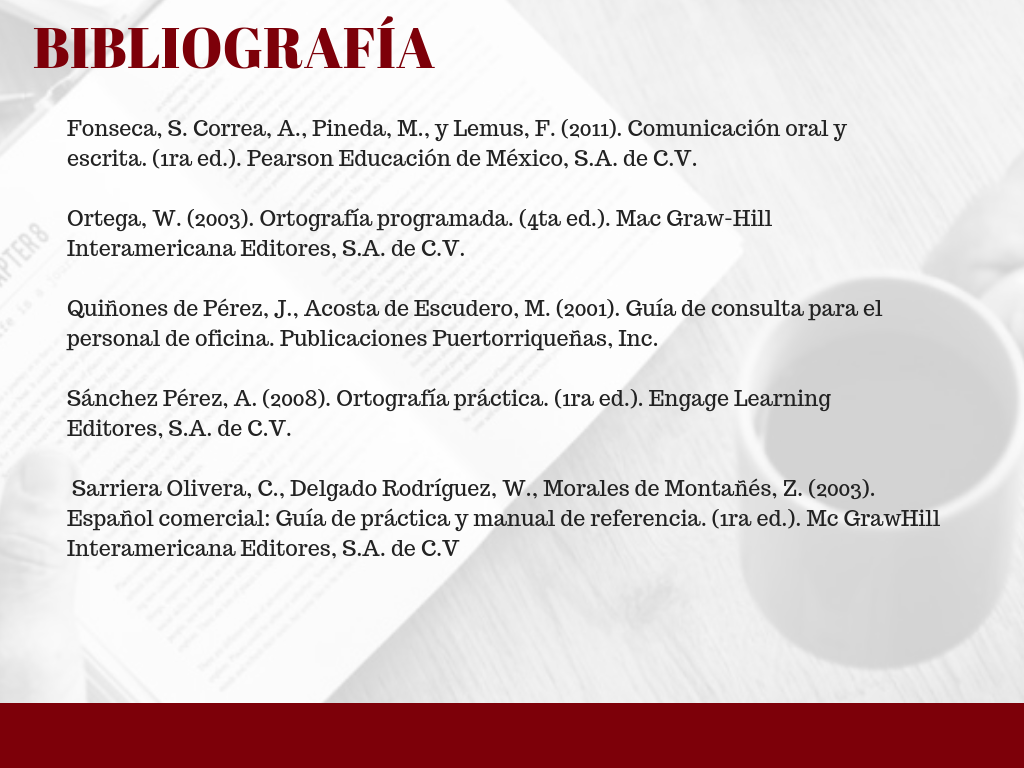 BIBLIOGRAFÍA
Fonseca, S. Correa, A., Pineda, M., y Lemus, F. (2011). Comunicación oral y
escrita. (1ra ed.). Pearson Educación de México, S.A. de C.V.
Ortega, W. (2003). Ortografía programada. (4ta ed.). Mac Graw-Hill
Interamericana Editores, S.A. de C.V.
Quiñones de Pérez, J., Acosta de Escudero, M. (2001). Guía de consulta para el
personal de oficina. Publicaciones Puertorriqueñas, Inc.
Sánchez Pérez, A. (2008). Ortografía práctica. (1ra ed.). Engage Learning
Editores, S.A. de C.V.
Sarriera Olivera, C., Delgado Rodríguez, W., Morales de Montañés, Z. (2003).
Español comercial: Guía de práctica y manual de referencia. (1ra ed.). Mc GrawHill
Interamericana Editores, S.A. de C.V